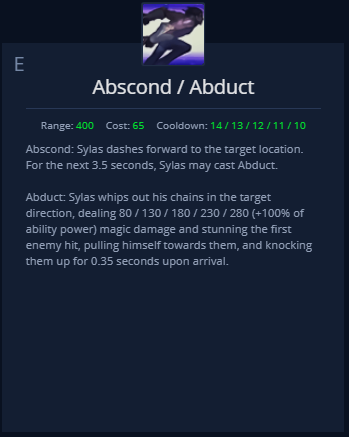 E
Abscond / Abduct
Range: 400 Cost: 65 Cooldown: 14 / 13 / 12 / 11 / 10
Abscond: Sylas dashes forward to the target location.
For the next 3.5 seconds, Sylas may cast Abduct.
Abduct: Sylas whips out his chains in the target
direction, dealing 80 / 130 / 180 / 230 / 280 (+100% of
ability power) magic damage and stunning the first
enemy hit, pulling himself towards them, and knocking
them up for 0.35 seconds upon arrival.